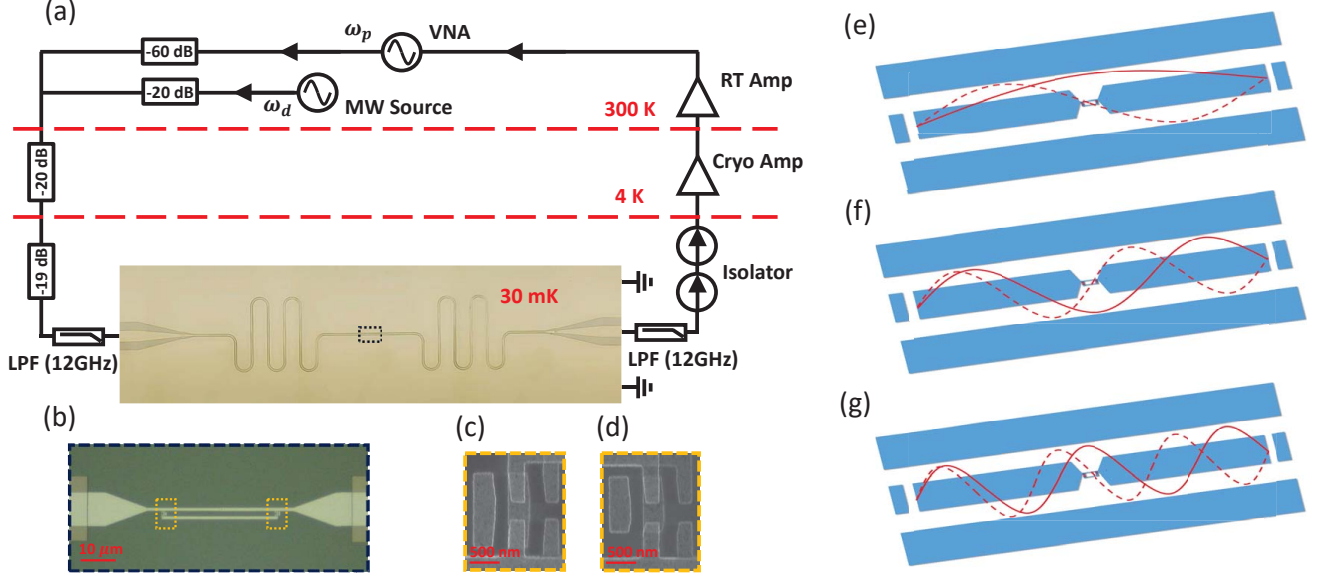 (a)
ω_p
VNA
-60 dB
-20 dB
ω_d
MW Source
RT Amp
300 K
-20 dB
Cryo Amp
4 K
-19 dB
Isolator
30 mK
LPF (12GHz)
LPF (12GHz)
(b)
10 μm
(c)
500 nm
(d)
500 nm
(e)
(f)
(g)